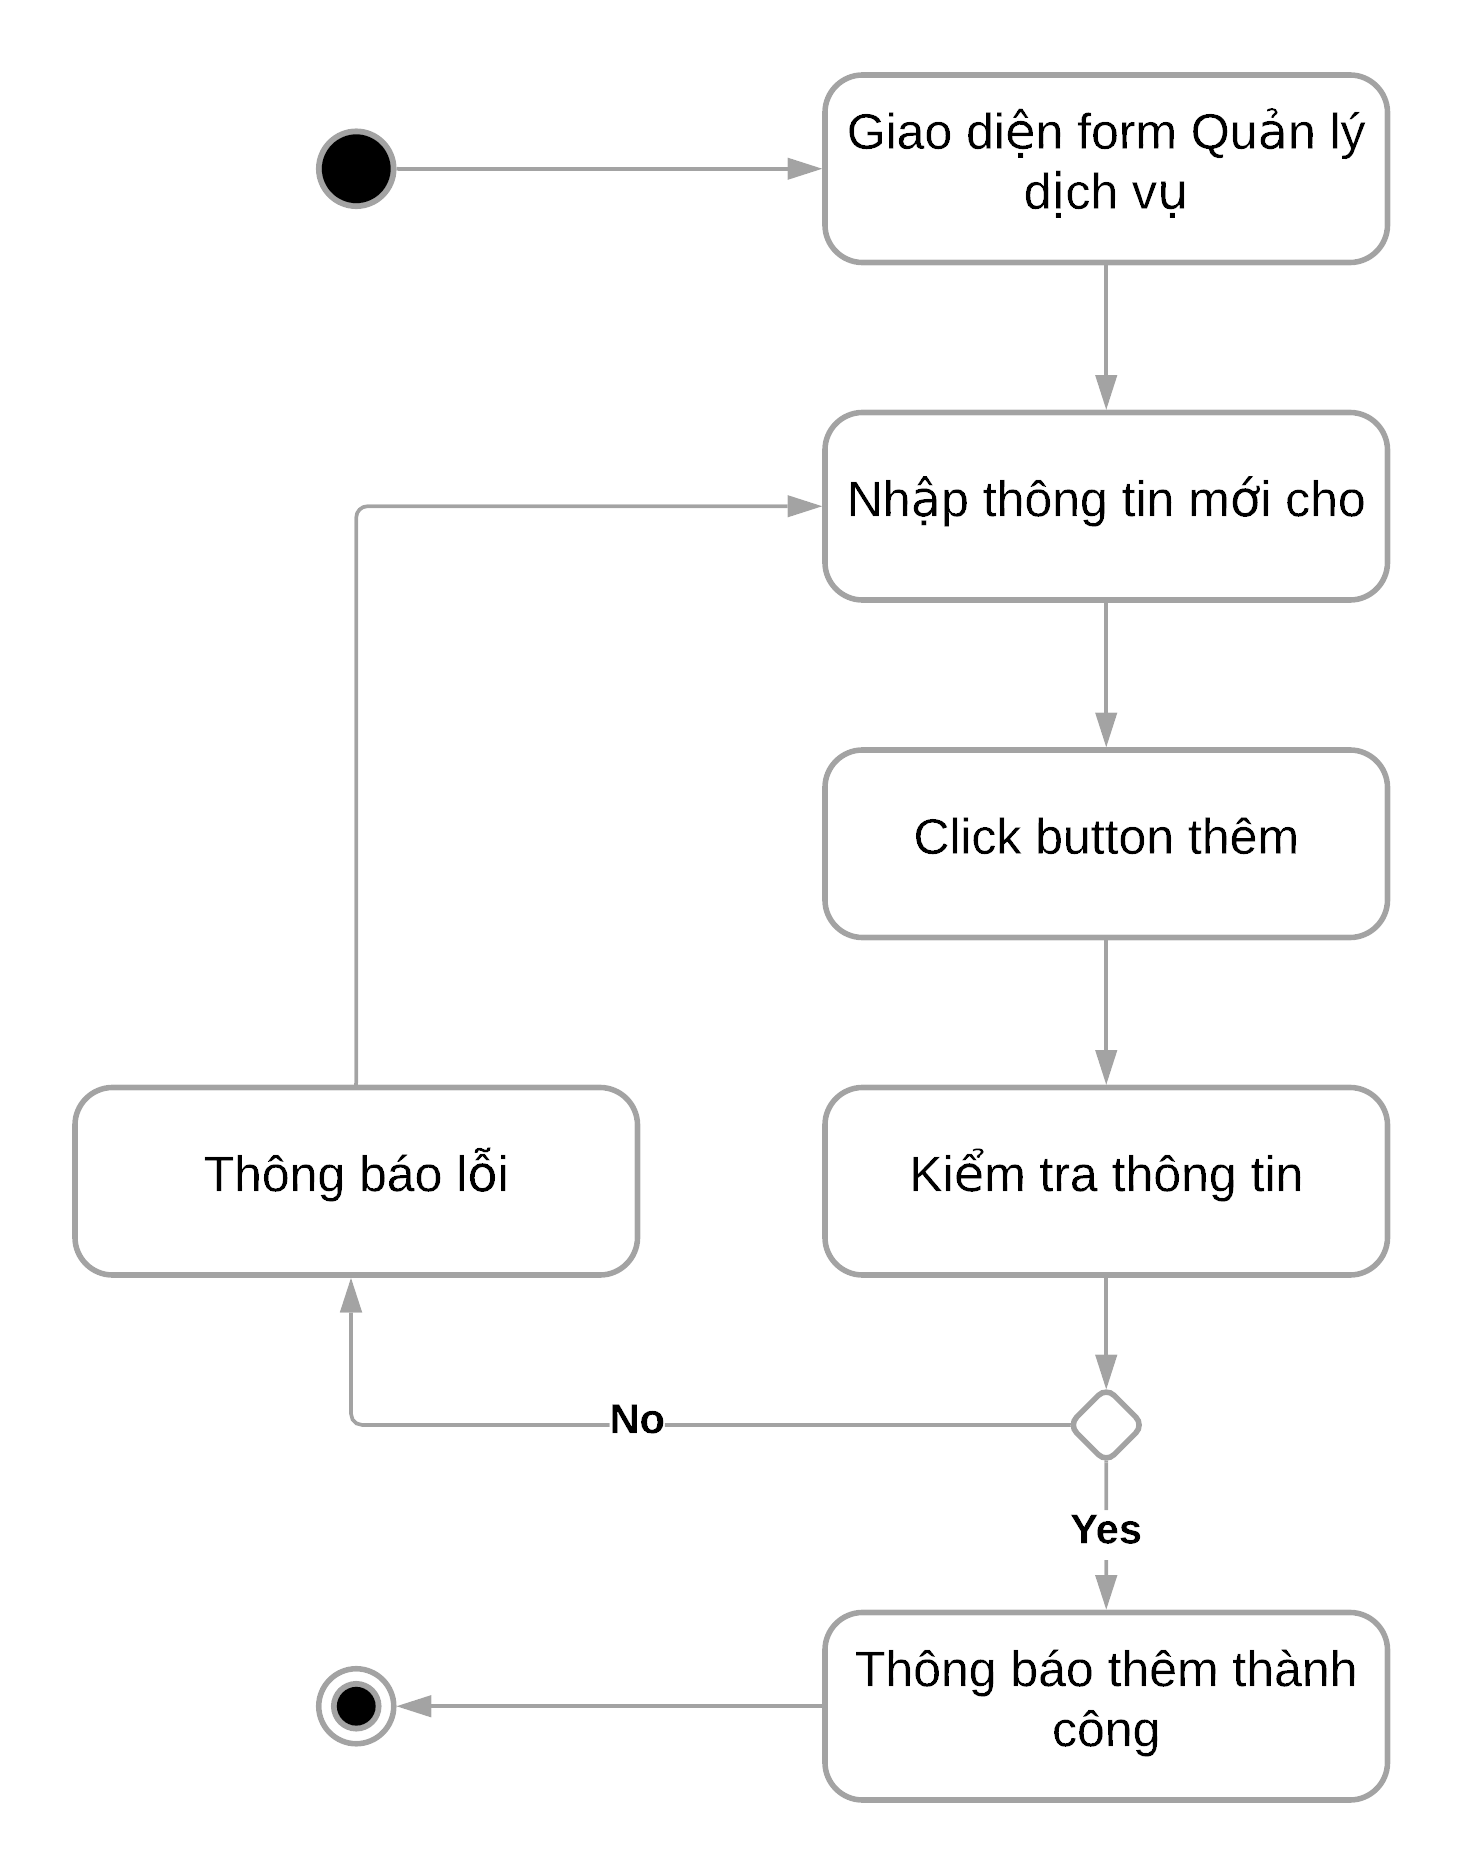 Giao diện form Quản lý
dịch vụ
Nhập thông tin mới cho
Click button thêm
Thông báo lỗi
Kiểm tra thông tin
No
Yes
Thông báo thêm thành
công